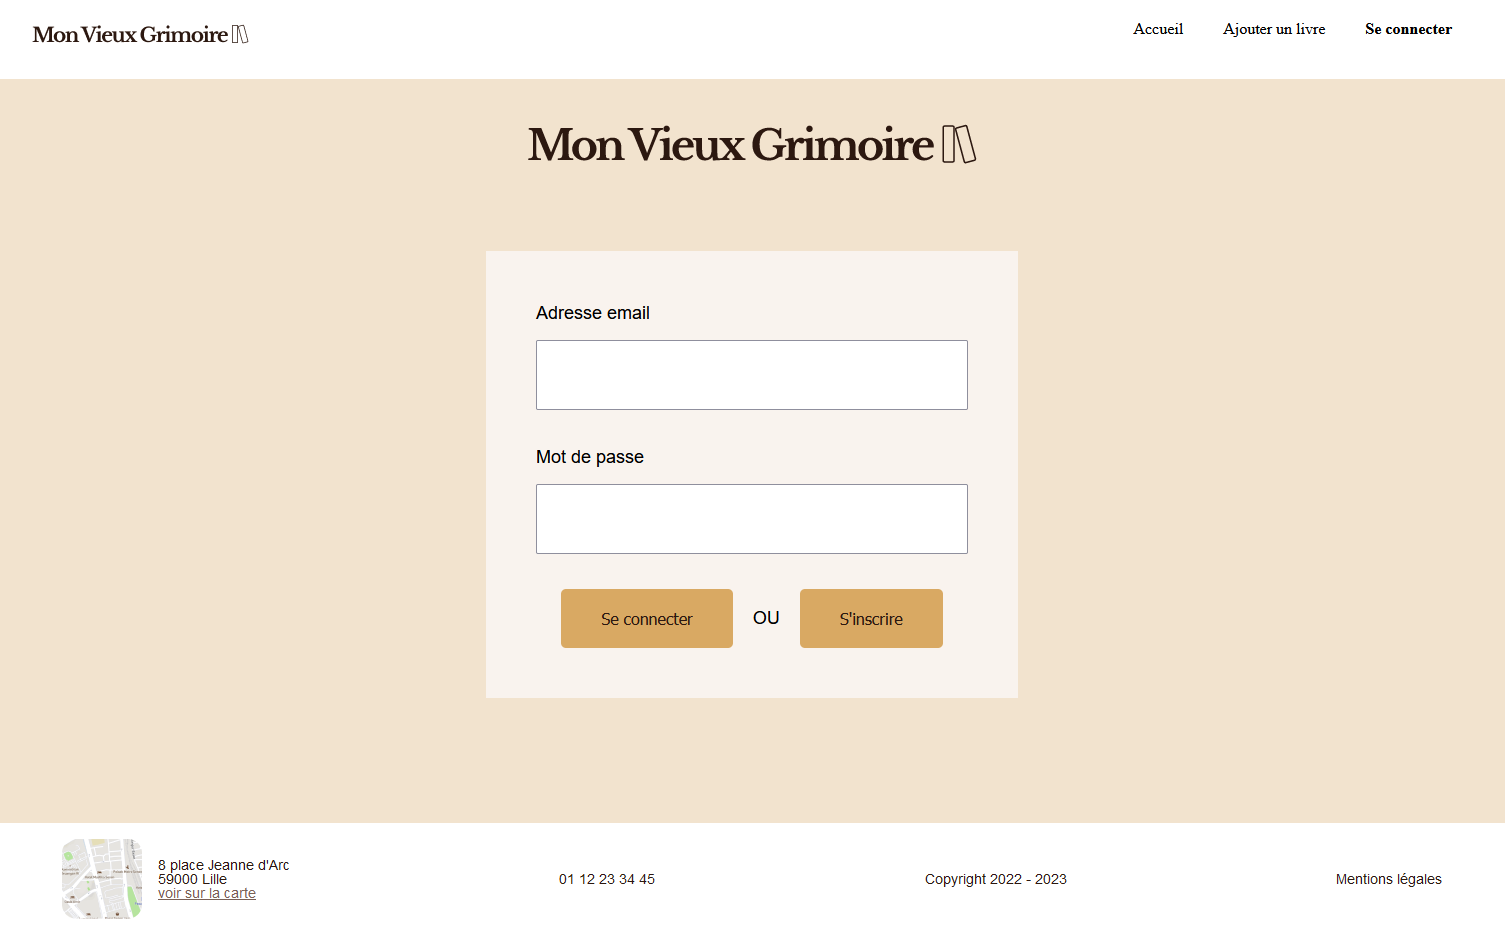 Mon Vieux Grimoire
Accueil
Ajouter un livre
Se connecter
Mon Vieux Grimoire
Adresse email
Mot de passe
Se connecter
OU
S'inscrire
8 place Jeanne d'Arc
59000 Lille
voir sur la carte
01 12 23 34 45
Copyright 2022 - 2023
Mentions légales